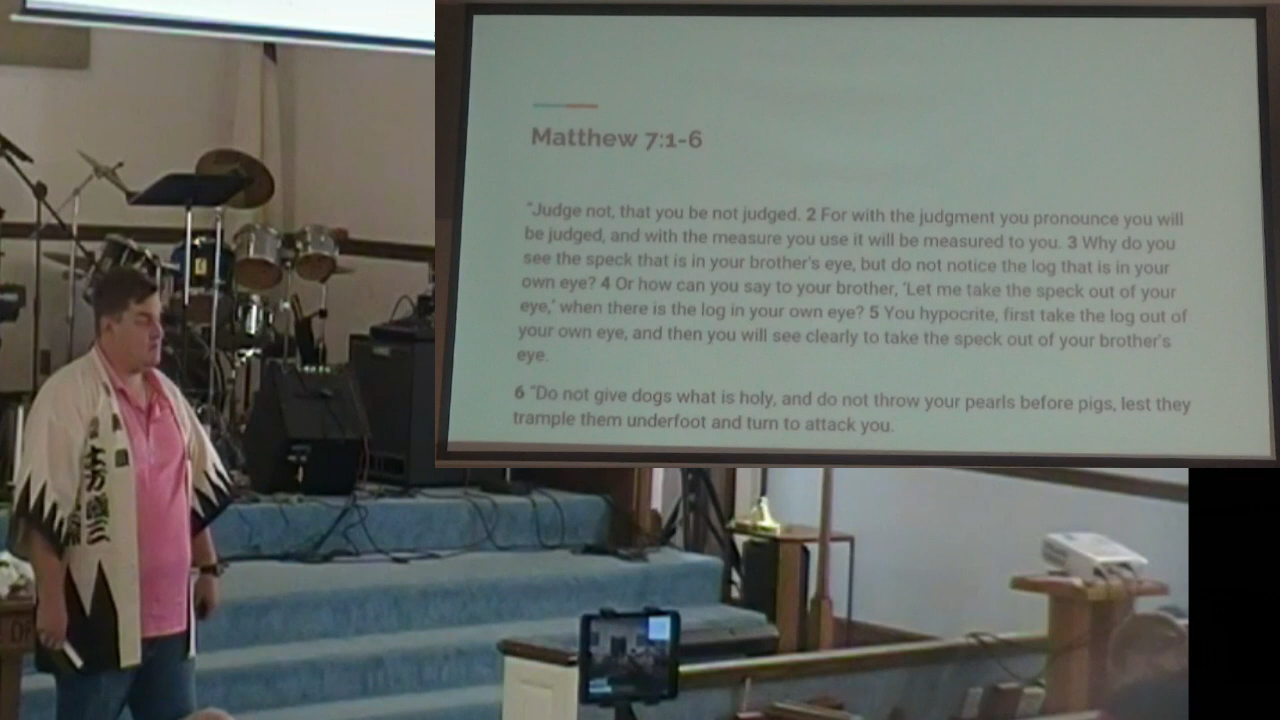 Matthew 7:1-6
"Judge not, that you be not judged. 2 For with the judgment you pronounce you will
be judged, and with the measure you use it will be measured to you. 3 Why do you
see the speck that is in your brother's eye, but do not notice the log that is in your
own eye? 4 Or how can you say to your brother, 'Let me take the speck out of your
eye,' when there is the log in your own eye? 5 You hypocrite, first take the log out of
your own eye, and then you will see clearly to take the speck out of your brother's
eye.
6 "Do not give dogs what is holy, and do not throw your pearls before pigs, lest they
trample them underfoot and turn to attack you.